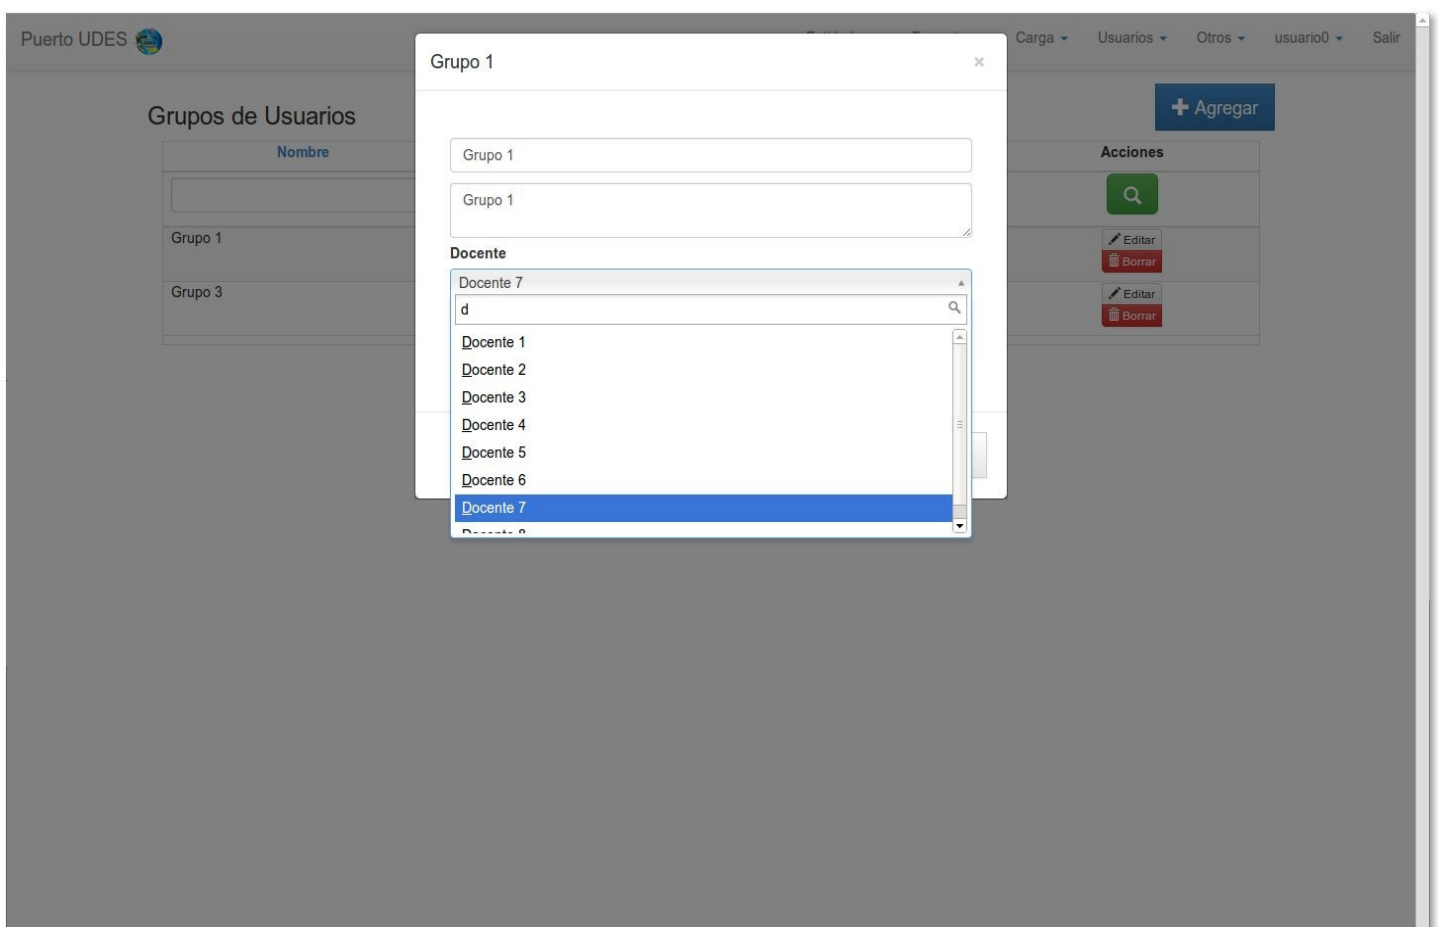 Puerto UDES
Carga Usuarios Otros usuario0 Salir
Grupo 1 ×
Grupos de Usuarios
Agregar
Nombre
Acciones
Grupo 1
Grupo 1
Grupo 1
Editar
Borrar
Grupo 3
Editar
Borrar
Docente
Docente 7
d
Docente 1
Docente 2
Docente 3
Docente 4
Docente 5
Docente 6
Docente 7
Docente 8